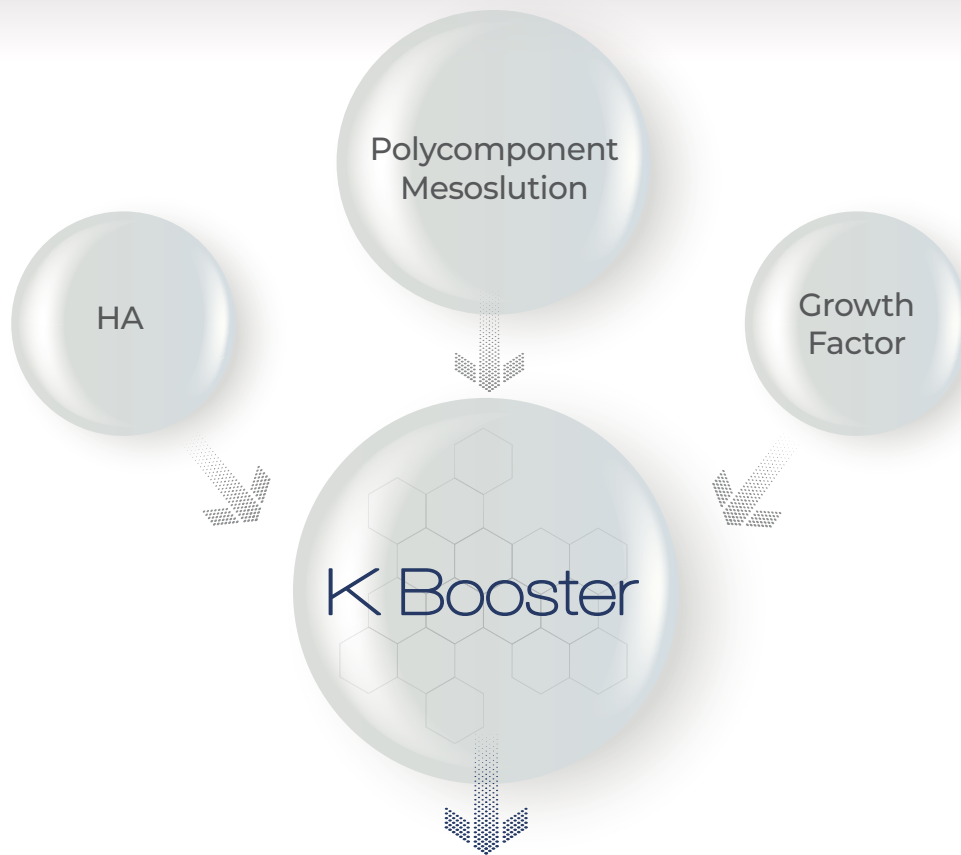 Polycomponent
Mesoslution
HA
Growth
Factor
K Booster